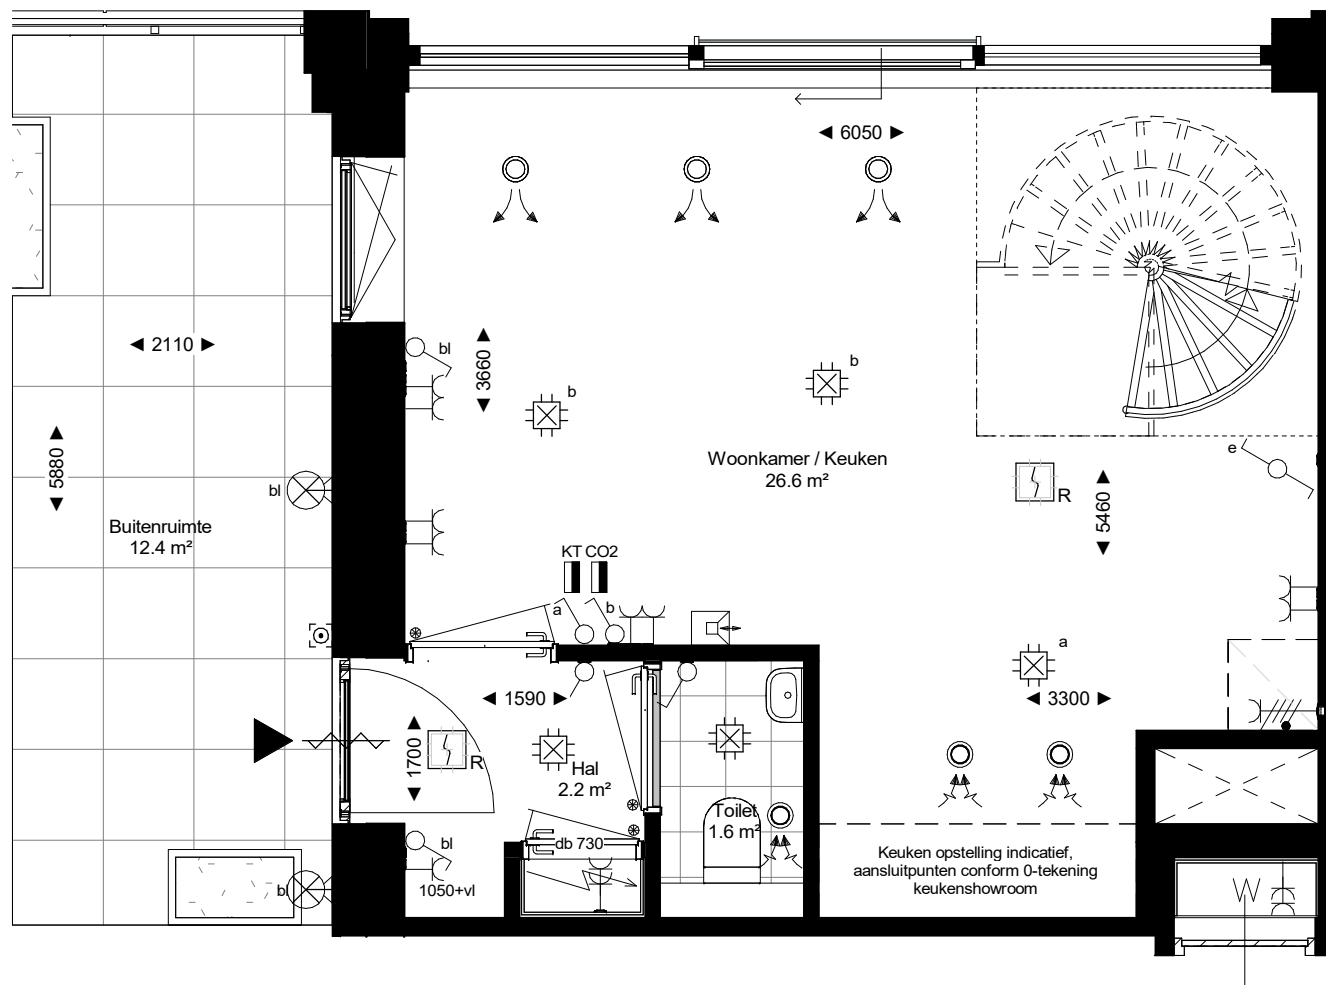 6050
2110
bl
3660
b
b
Woonkamer / Keuken
26.6 m²
e
5880
bl
R
5460
Buitenruimte
12.4 m²
KT CO2
a
b
a
1590
3300
1700
R
Hal
2.2 m²
Toilet
1.6 m²
bl
db 730
Keuken opstelling indicatief,
aansluitpunten conform 0-tekening
keukenshowroom
bl
1050+vl
W